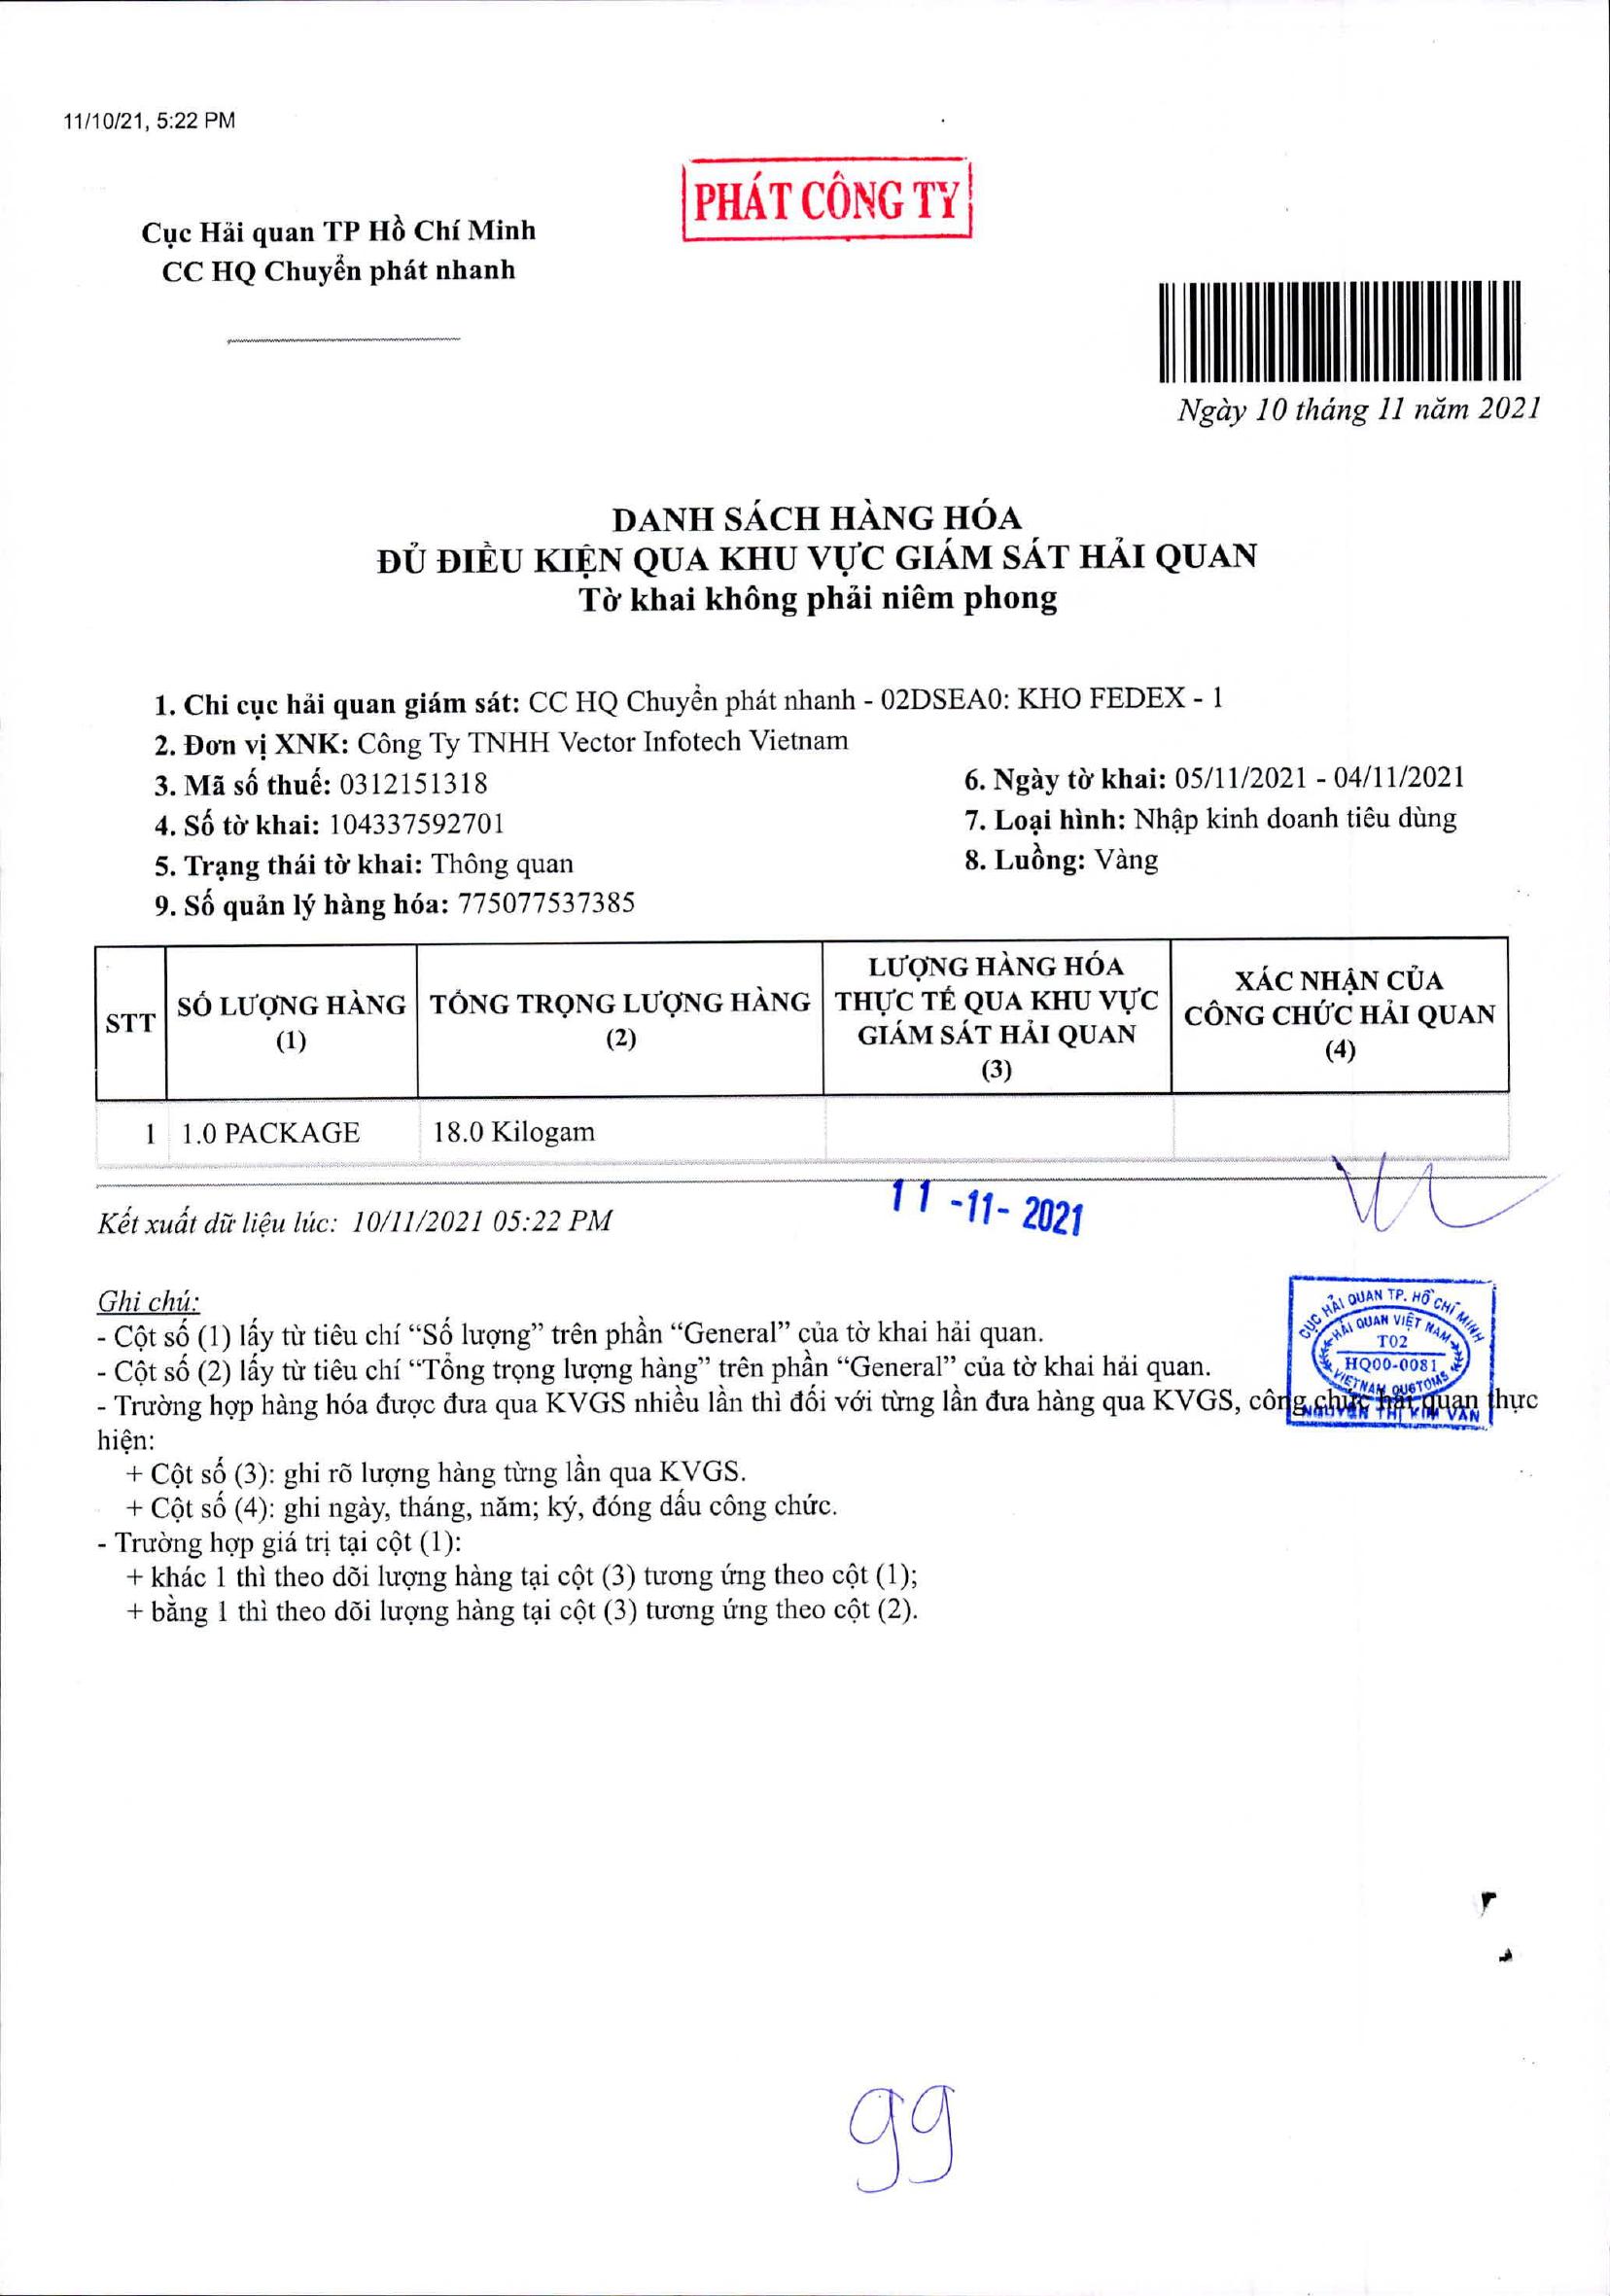 11/10/21, 5:22 PM
PHÁT CÔNG TY
Cục Hải quan TP Hồ Chí Minh
CC HQ Chuyển phát nhanh
Ngày 10 tháng 11 năm 2021
DANH SÁCH HÀNG HÓA
ĐỦ ĐIỀU KIỆN QUA KHU VỰC GIÁM SÁT HẢI QUAN
Tờ khai không phải niêm phong
1. Chi cục hải quan giám sát: CC HQ Chuyển phát nhanh - 02DSEA0: KHO FEDEX - 1
2. Đơn vị XNK: Công Ty TNHH Vector Infotech Vietnam
3. Mã số thuế: 0312151318
6. Ngày tờ khai: 05/11/2021 - 04/11/2021
4. Số tờ khai: 104337592701
7. Loại hình: Nhập kinh doanh tiêu dùng
5. Trạng thái tờ khai: Thông quan
8. Luồng: Vàng
9. Số quản lý hàng hóa: 775077537385
STT
SỐ LƯỢNG HÀNG
(1)
TỔNG TRỌNG LƯỢNG HÀNG
(2)
LƯỢNG HÀNG HÓA
THỰC TẾ QUA KHU VỰC
GIÁM SÁT HẢI QUAN
(3)
XÁC NHẬN CỦA
CÔNG CHỨC HẢI QUAN
(4)
1 1.0 PACKAGE 18.0 Kilogam
11 -11- 2021
Kết xuất dữ liệu lúc: 10/11/2021 05:22 PM
CỤC HẢI QUAN TP. HỒ CHÍ MINH
HẢI QUAN VIỆT NAM
T02
HQ00-0081
VIETNAM CUSTOMS
NGUYỄN THỊ KIM VÂN
Ghi chú:
- Cột số (1) lấy từ tiêu chí “Số lượng” trên phần “General” của tờ khai hải quan.
- Cột số (2) lấy từ tiêu chí “Tổng trọng lượng hàng” trên phần “General” của tờ khai hải quan.
- Trường hợp hàng hóa được đưa qua KVGS nhiều lần thì đối với từng lần đưa hàng qua KVGS, công chức hải quan thực
hiện:
+ Cột số (3): ghi rõ lượng hàng từng lần qua KVGS.
+ Cột số (4): ghi ngày, tháng, năm; ký, đóng dấu công chức.
- Trường hợp giá trị tại cột (1):
+ khác 1 thì theo dõi lượng hàng tại cột (3) tương ứng theo cột (1);
+ bằng 1 thì theo dõi lượng hàng tại cột (3) tương ứng theo cột (2).
99